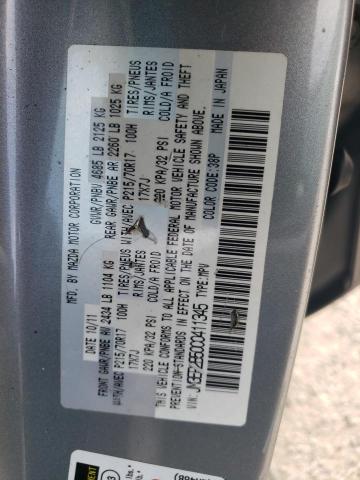 MFD. BY MAZDA MOTOR CORPORATION
DATE 10/11 GVWR/PNBV 4685 LB 2125 KG
FRONT GAWR/PNBE AV 2434 LB 1104 KG REAR GAWR/PNBE AR 2260 LB 1025 KG
WITH/AVEC P215/70R17 100H TIRES/PNEUS WITH/AVEC P215/70R17 100H TIRES/PNEUS
17X7J RIMS/JANTES 17X7J RIMS/JANTES
220 KPA/32 PSI COLD/A FROID 220 KPA/32 PSI COLD/A FROID
THIS VEHICLE CONFORMS TO ALL APPLICABLE FEDERAL MOTOR VEHICLE SAFETY AND THEFT
PREVENTION STANDARDS IN EFFECT ON THE DATE OF MANUFACTURE SHOWN ABOVE.
VIN: TYPE: MPV COLOR CODE: 38P MADE IN JAPAN